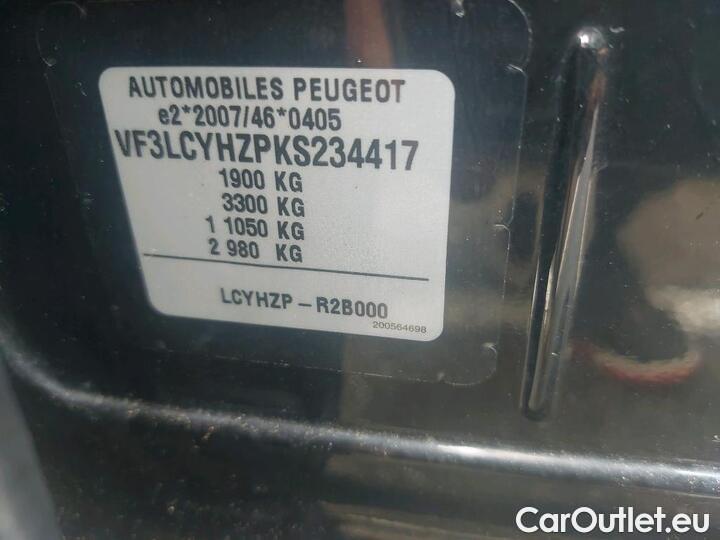 AUTOMOBILES PEUGEOT
e2*2007/46*0405
VF3LCYHZPKS234417
1900 KG
3300 KG
1 1050 KG
2 980 KG
LCYHZP - R2B000
200564698
CarOutlet.eu